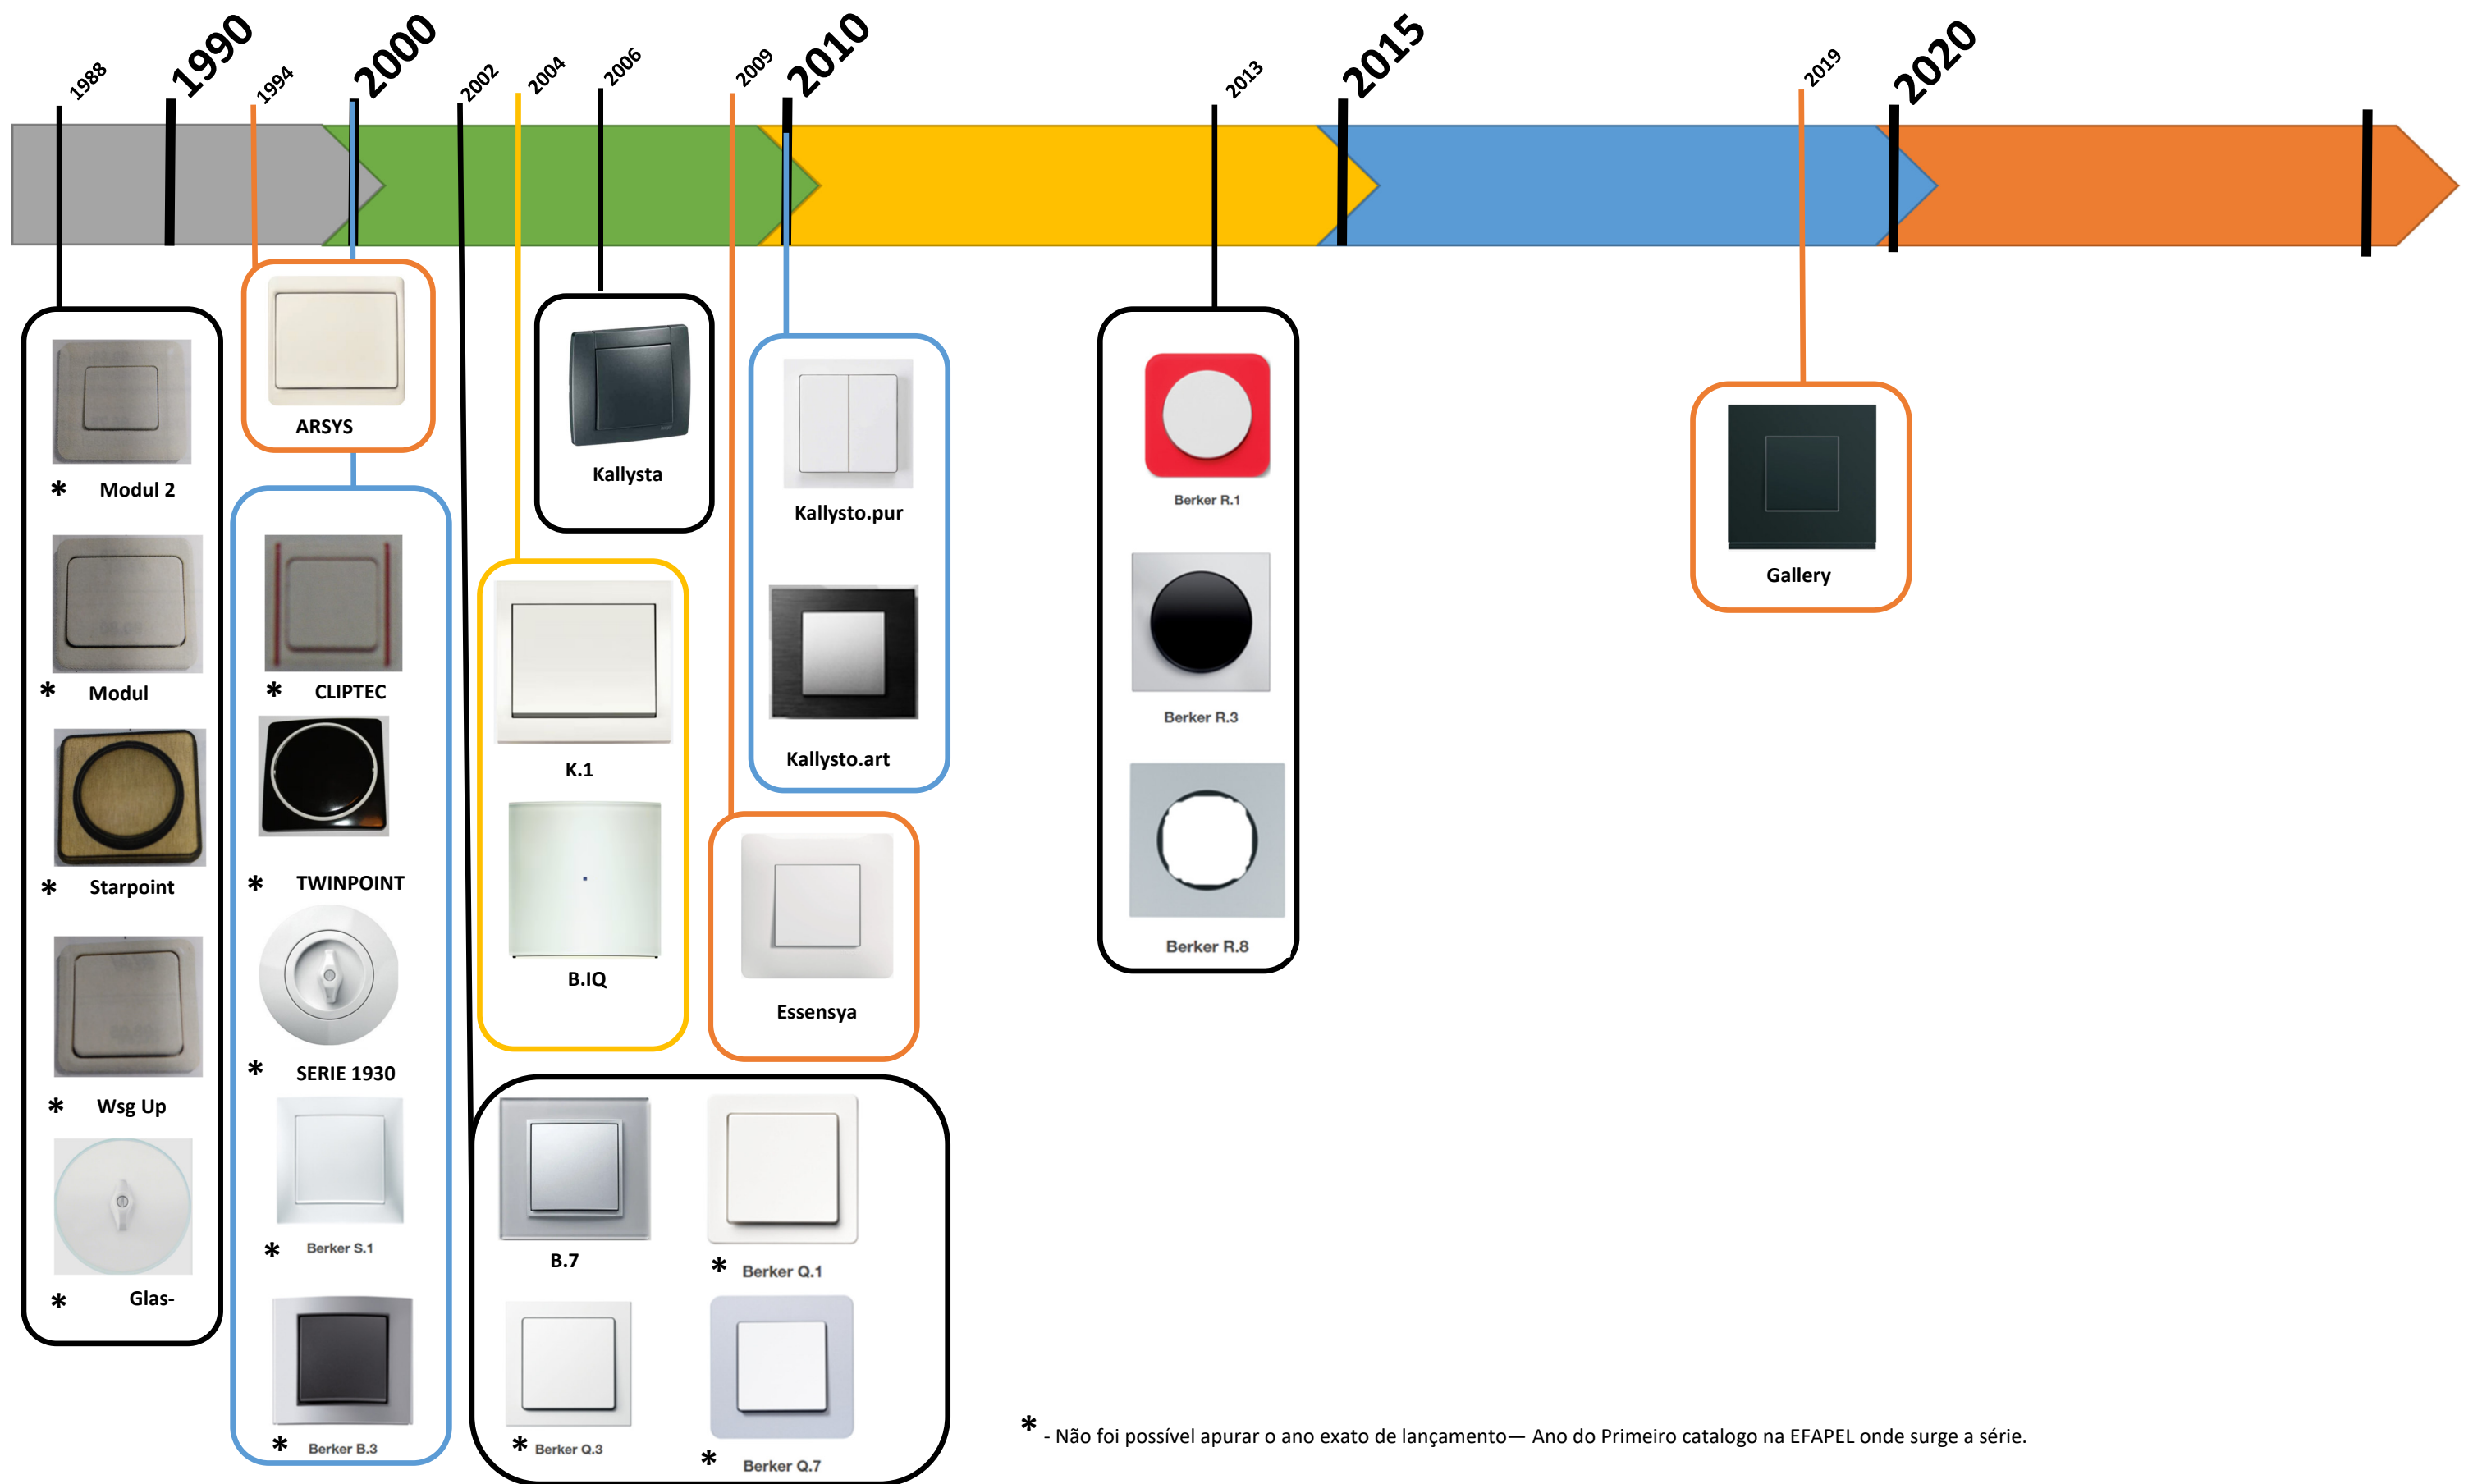 1988
1990
1994
2000
2002
2004
2006
2009
2010
2013
2015
2019
2020
* Modul 2
* Modul
* Starpoint
* Wsg Up
* Glas-
ARSYS
* CLIPTEC
* TWINPOINT
* SERIE 1930
* Berker S.1
* Berker B.3
K.1
B.IQ
Kallysta
Kallysto.pur
Kallysto.art
Essensya
B.7
* Berker Q.1
* Berker Q.3
* Berker Q.7
Berker R.1
Berker R.3
Berker R.8
Gallery
* - Não foi possível apurar o ano exato de lançamento— Ano do Primeiro catalogo na EFAPEL onde surge a série.